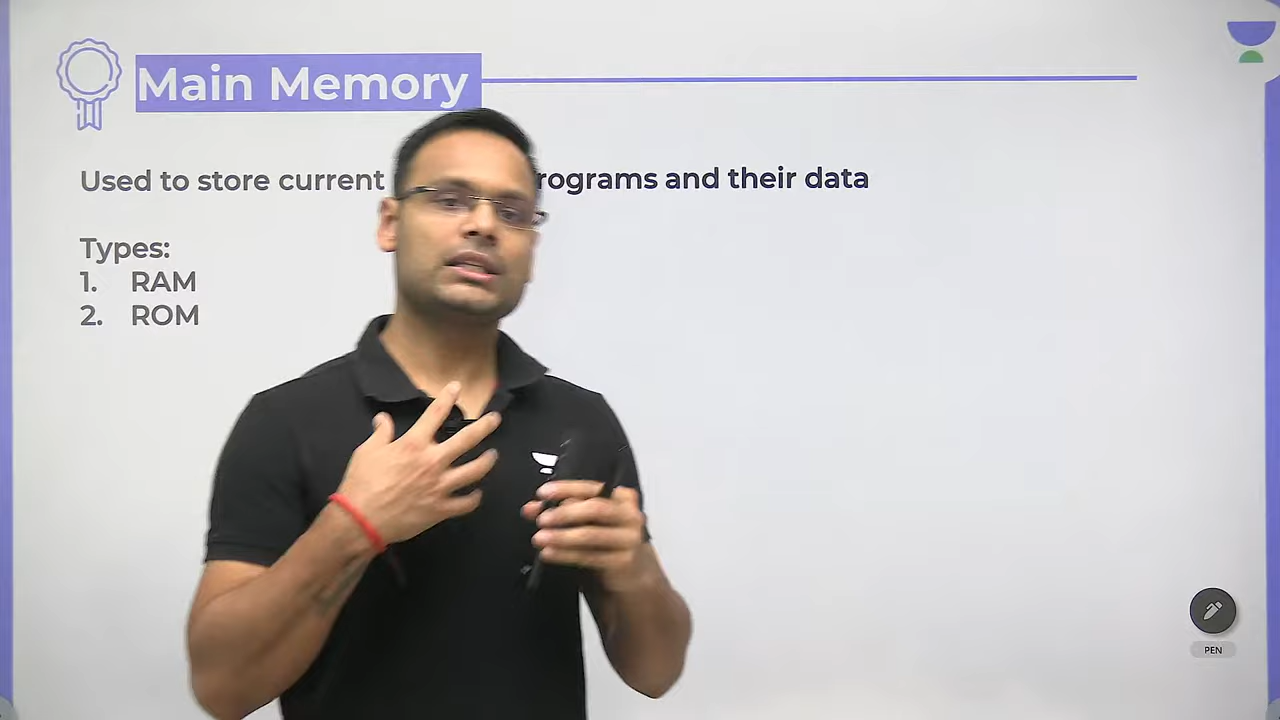 Main Memory
Used to store current rograms and their data
Types:
1. RAM
2. ROM
PEN